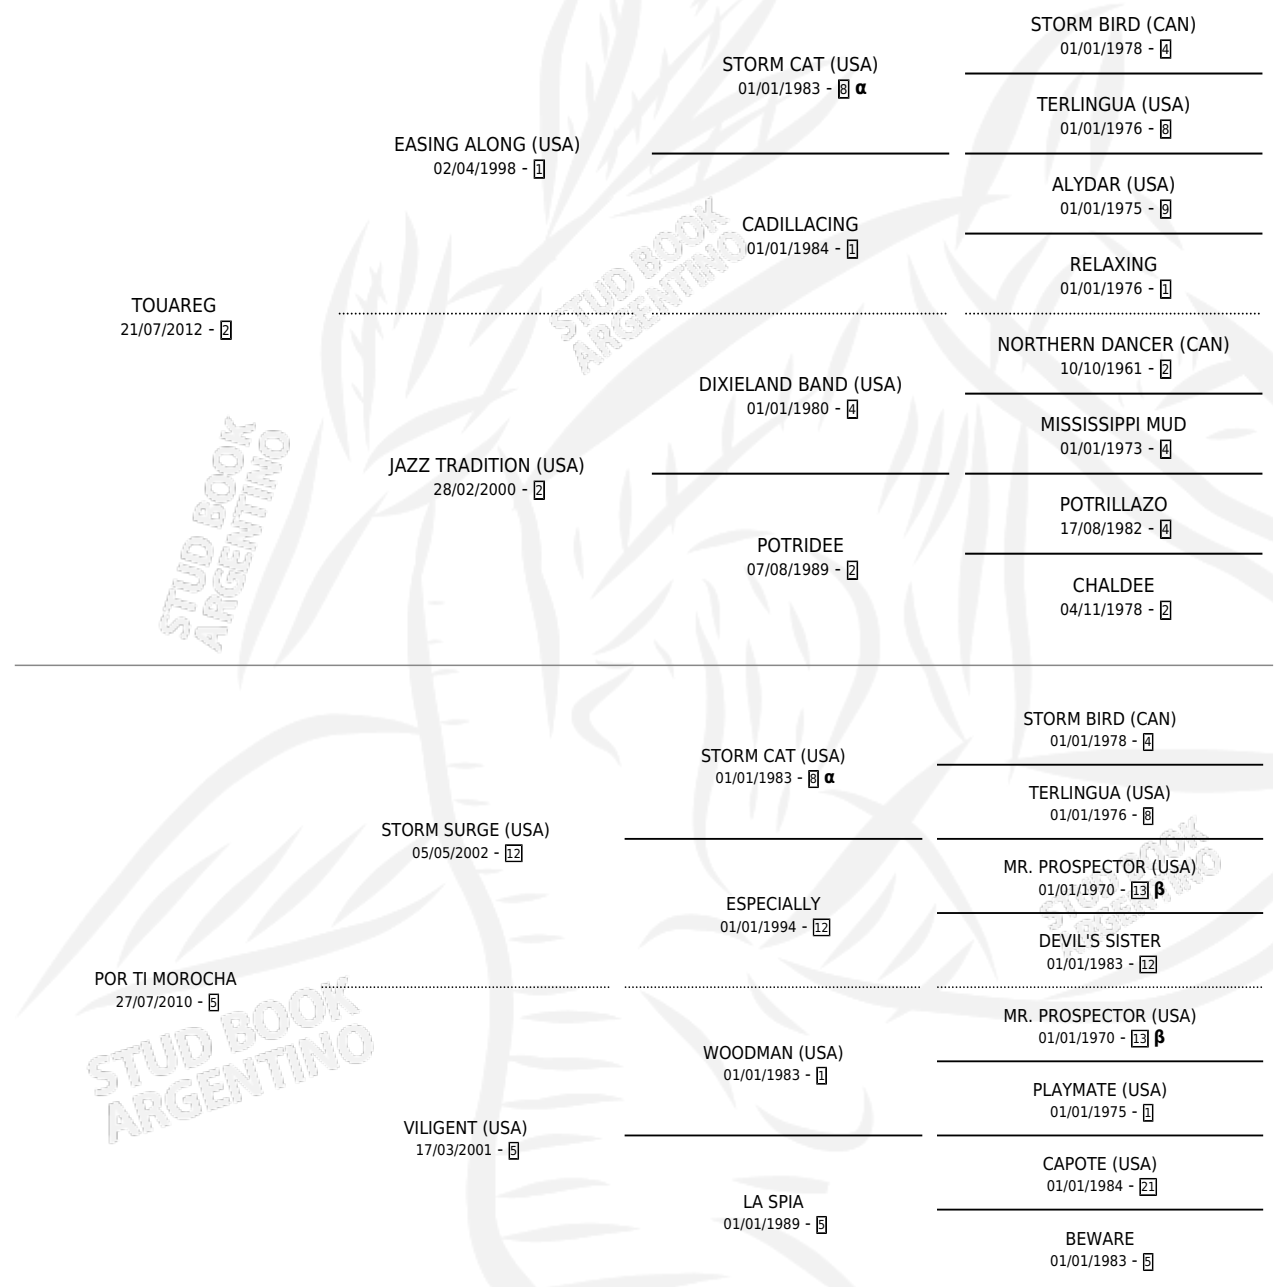 STORM BIRD (CAN)
01/01/1978 - 4
STORM CAT (USA)
01/01/1983 - 8 α
TERLINGUA (USA)
01/01/1976 - 8
EASING ALONG (USA)
02/04/1998 - 1
ALYDAR (USA)
01/01/1975 - 9
CADILLACING
01/01/1984 - 1
RELAXING
01/01/1976 - 1
TOUAREG
21/07/2012 - 2
NORTHERN DANCER (CAN)
10/10/1961 - 2
DIXIELAND BAND (USA)
01/01/1980 - 4
MISSISSIPPI MUD
01/01/1973 - 4
JAZZ TRADITION (USA)
28/02/2000 - 2
POTRILLAZO
17/08/1982 - 4
POTRIDEE
07/08/1989 - 2
CHALDEE
04/11/1978 - 2
STUD BOOK
ARGENTINO
STUD BOOK
ARGENTINO
STORM BIRD (CAN)
01/01/1978 - 4
STORM CAT (USA)
01/01/1983 - 8 α
TERLINGUA (USA)
01/01/1976 - 8
STORM SURGE (USA)
05/05/2002 - 12
MR. PROSPECTOR (USA)
01/01/1970 - 13 β
ESPECIALLY
01/01/1994 - 12
DEVIL'S SISTER
01/01/1983 - 12
POR TI MOROCHA
27/07/2010 - 5
MR. PROSPECTOR (USA)
01/01/1970 - 13 β
WOODMAN (USA)
01/01/1983 - 1
PLAYMATE (USA)
01/01/1975 - 1
VILIGENT (USA)
17/03/2001 - 5
CAPOTE (USA)
01/01/1984 - 21
LA SPIA
01/01/1989 - 5
BEWARE
01/01/1983 - 5
STUD BOOK
ARGENTINO
STUD BOOK
ARGENTINO